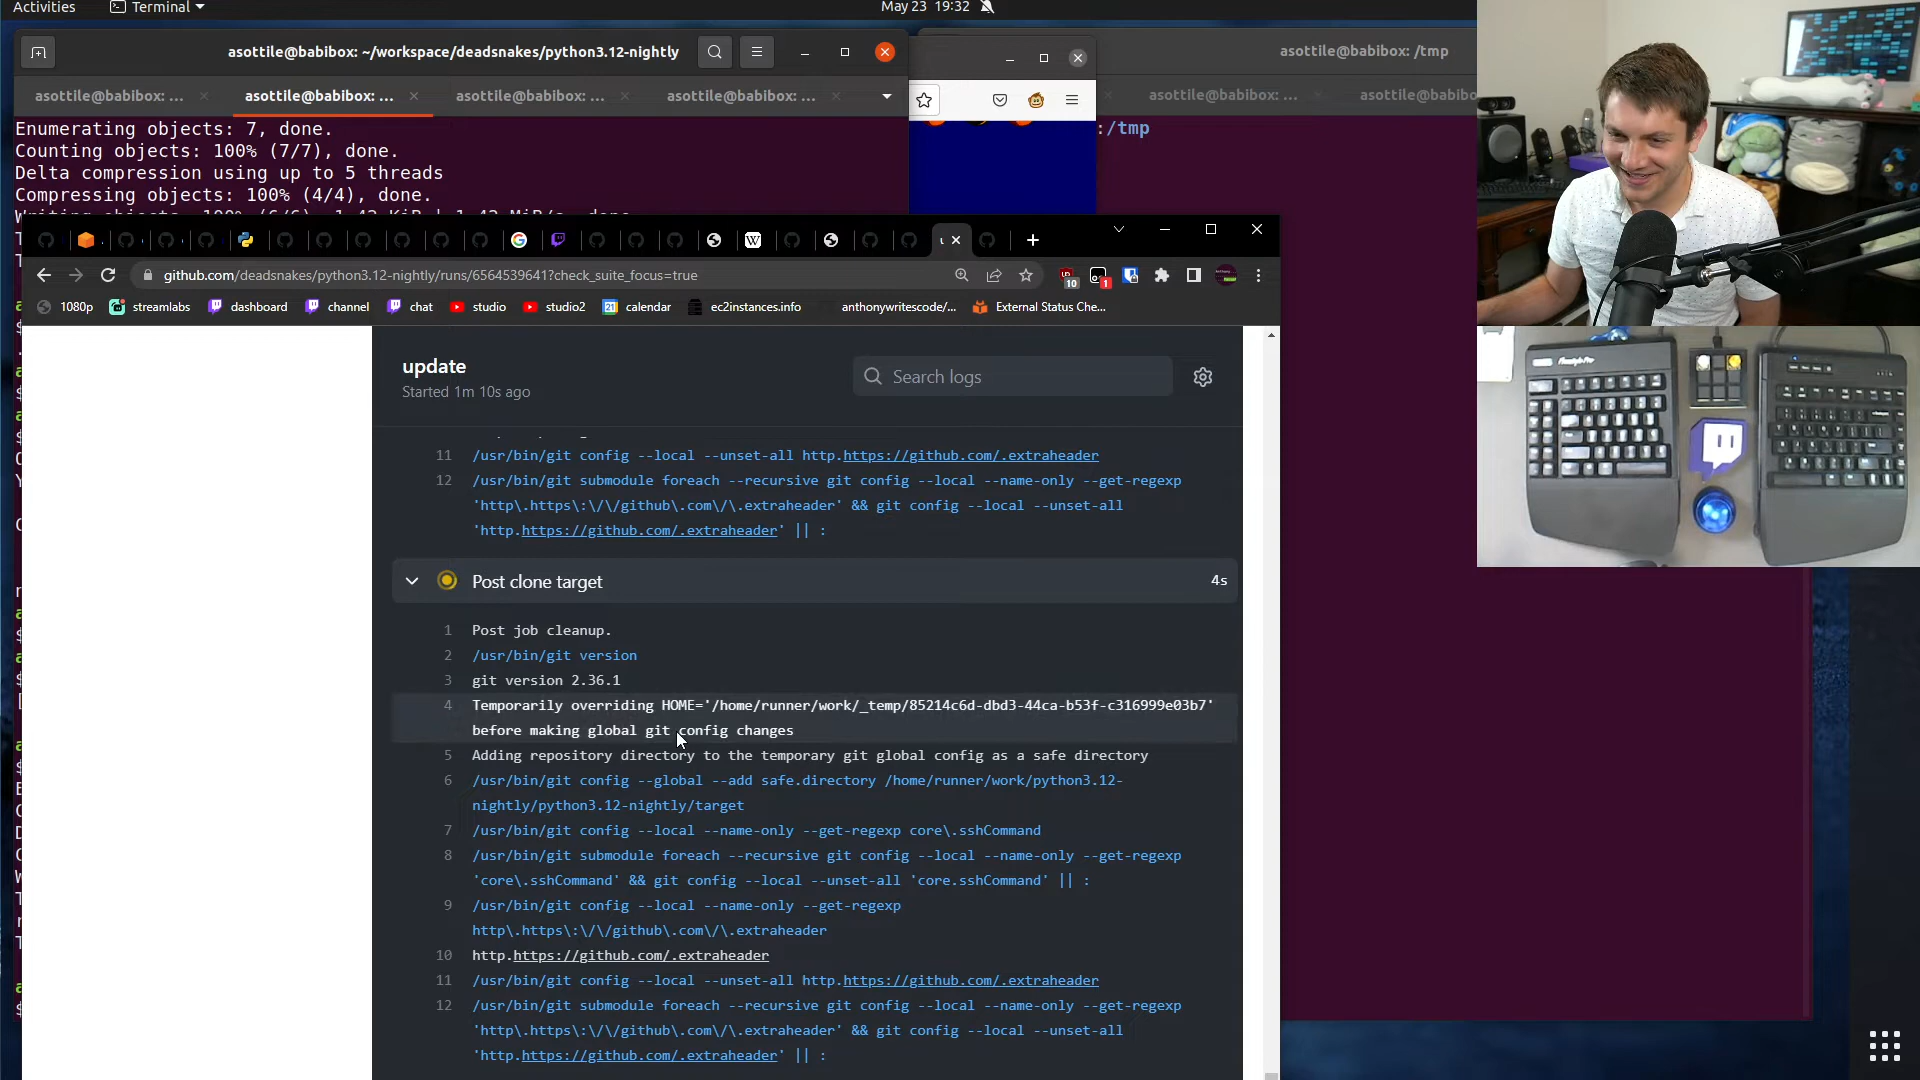 Activities
Terminal
May 23 19:32
asottile@babibox: ~/workspace/deadsnakes/python3.12-nightly
asottile@babibox: /tmp
asottile@babibox: ...
asottile@babibox: ...
asottile@babibox: ...
asottile@babibox: ...
asottile@babibox: ...
asottile@babibo
Enumerating objects: 7, done.
:/tmp
Counting objects: 100% (7/7), done.
Delta compression using up to 5 threads
Compressing objects: 100% (4/4), done.
github.com/deadsnakes/python3.12-nightly/runs/6564539641?check_suite_focus=true
10
1
1080p
streamlabs
dashboard
channel
chat
studio
studio2
21
calendar
ec2instances.info
anthonywritescode/...
External Status Che...
update
Started 1m 10s ago
Search logs
11 /usr/bin/git config --local --unset-all http.https://github.com/.extraheader
12 /usr/bin/git submodule foreach --recursive git config --local --name-only --get-regexp
'http\.https\:\/\/github\.com\/\.extraheader' && git config --local --unset-all
'http.https://github.com/.extraheader' || :
Post clone target
4s
1 Post job cleanup.
2 /usr/bin/git version
3 git version 2.36.1
4 Temporarily overriding HOME='/home/runner/work/_temp/85214c6d-dbd3-44ca-b53f-c316999e03b7'
before making global git config changes
5 Adding repository directory to the temporary git global config as a safe directory
6 /usr/bin/git config --global --add safe.directory /home/runner/work/python3.12-
nightly/python3.12-nightly/target
7 /usr/bin/git config --local --name-only --get-regexp core\.sshCommand
8 /usr/bin/git submodule foreach --recursive git config --local --name-only --get-regexp
'core\.sshCommand' && git config --local --unset-all 'core.sshCommand' || :
9 /usr/bin/git config --local --name-only --get-regexp
http\.https\:\/\/github\.com\/\.extraheader
10 http.https://github.com/.extraheader
11 /usr/bin/git config --local --unset-all http.https://github.com/.extraheader
12 /usr/bin/git submodule foreach --recursive git config --local --name-only --get-regexp
'http\.https\:\/\/github\.com\/\.extraheader' && git config --local --unset-all
'http.https://github.com/.extraheader' || :